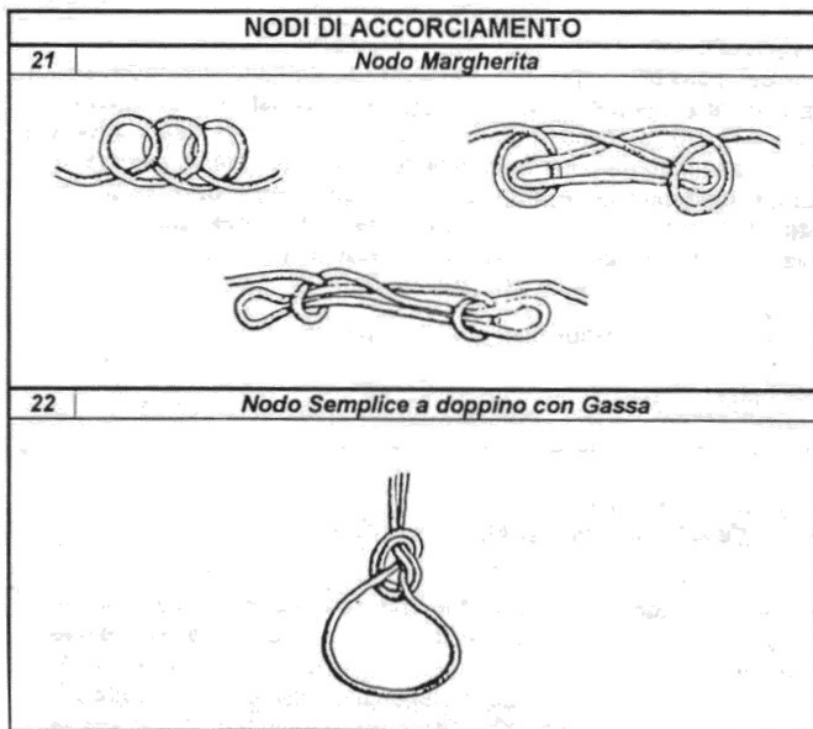 NODI DI ACCORCIAMENTO
21 Nodo Margherita
22 Nodo Semplice a doppino con Gassa